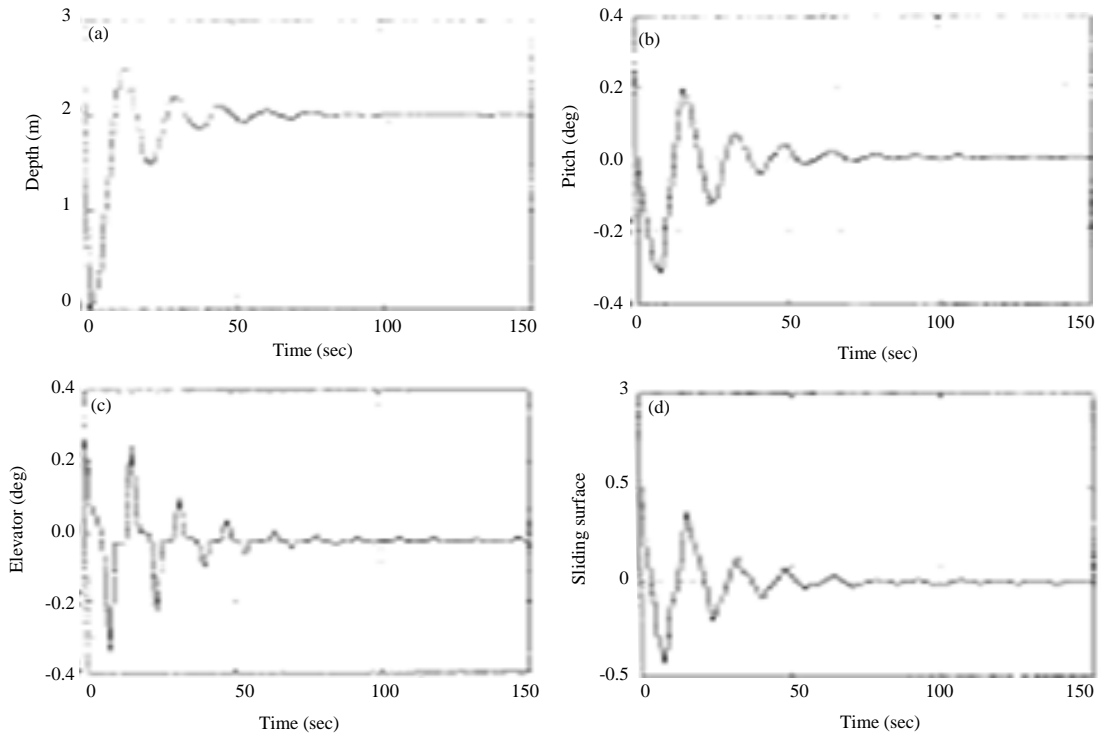 3
(a)
2
1
0
Depth (m)
0
50
100
150
Time (sec)
0.4
(b)
0.2
0.0
-0.2
-0.4
Pitch (deg)
0
50
100
150
Time (sec)
0.4
(c)
0.2
0.0
-0.2
-0.4
Elevator (deg)
0
50
100
150
Time (sec)
3
(d)
0.5
0
-0.5
Sliding surface
0
50
100
150
Time (sec)